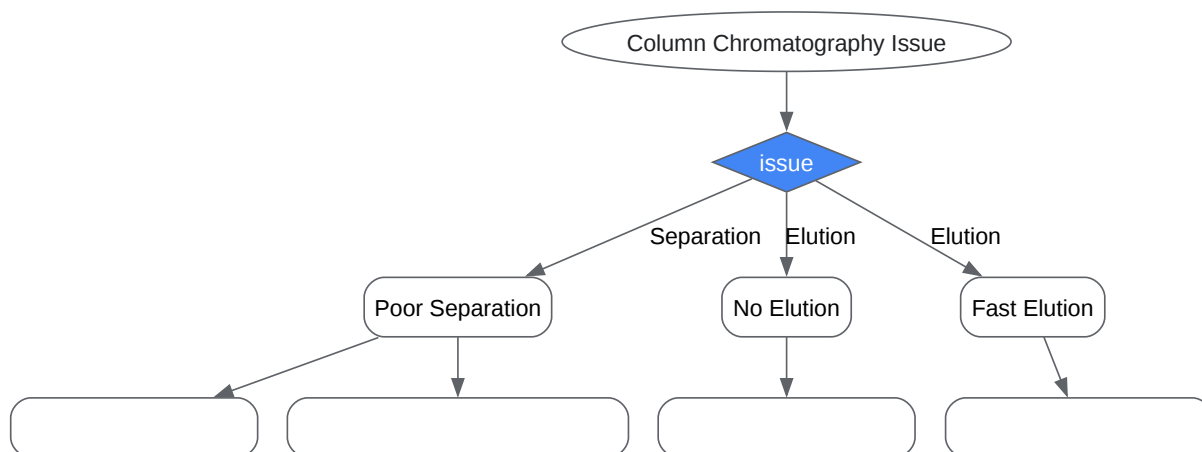 Column Chromatography Issue
issue
Separation
Elution
Elution
Poor Separation
No Elution
Fast Elution